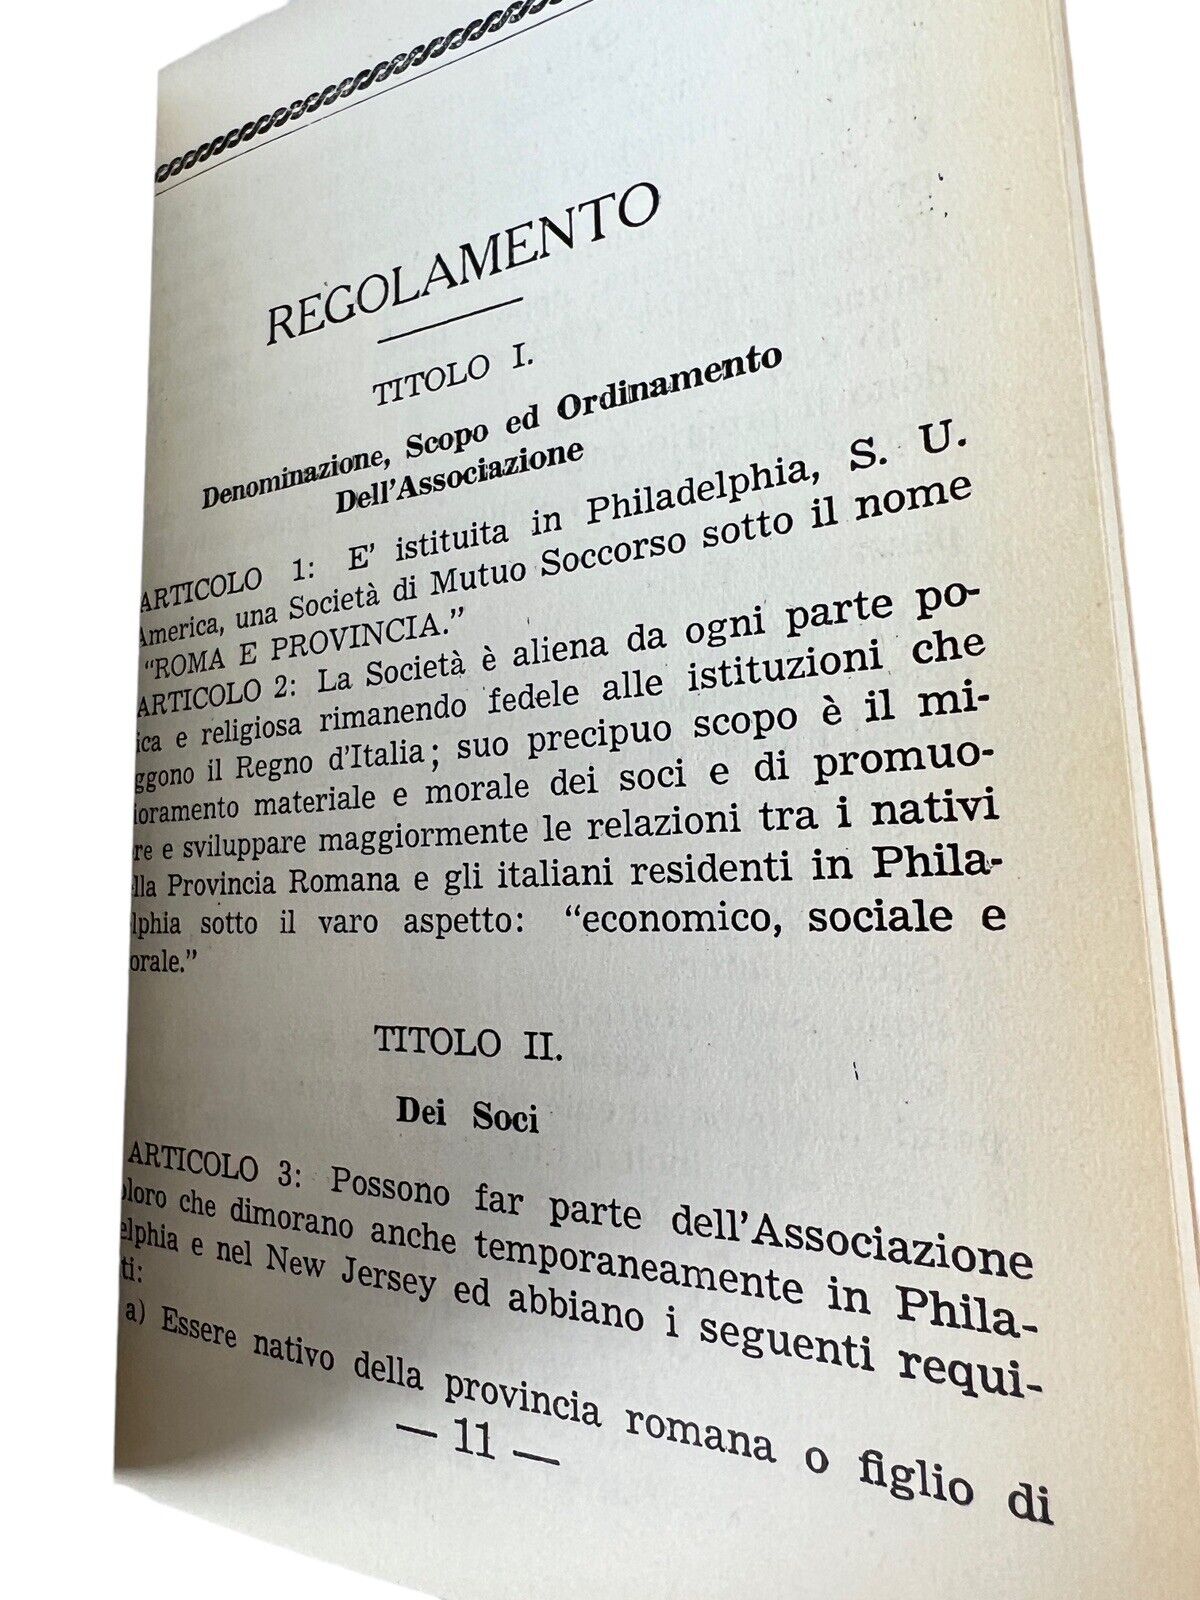 REGOLAMENTO
TITOLO I.
Denominazione, Scopo ed Ordinamento
Dell'Associazione
ARTICOLO 1: E' istituita in Philadelphia, S. U.
America, una Società di Mutuo Soccorso sotto il nome
“ROMA E PROVINCIA.”
ARTICOLO 2: La Società è aliena da ogni parte po-
ica e religiosa rimanendo fedele alle istituzioni che
ggono il Regno d'Italia; suo precipuo scopo è il mi-
ioramento materiale e morale dei soci e di promuo-
re e sviluppare maggiormente le relazioni tra i nativi
lla Provincia Romana e gli italiani residenti in Phila-
lphia sotto il varo aspetto: “economico, sociale e
orale.”
TITOLO II.
Dei Soci
ARTICOLO 3: Possono far parte dell'Associazione
oloro che dimorano anche temporaneamente in Phila-
elphia e nel New Jersey ed abbiano i seguenti requi-
ti:
a) Essere nativo della provincia romana o figlio di
— 11 —